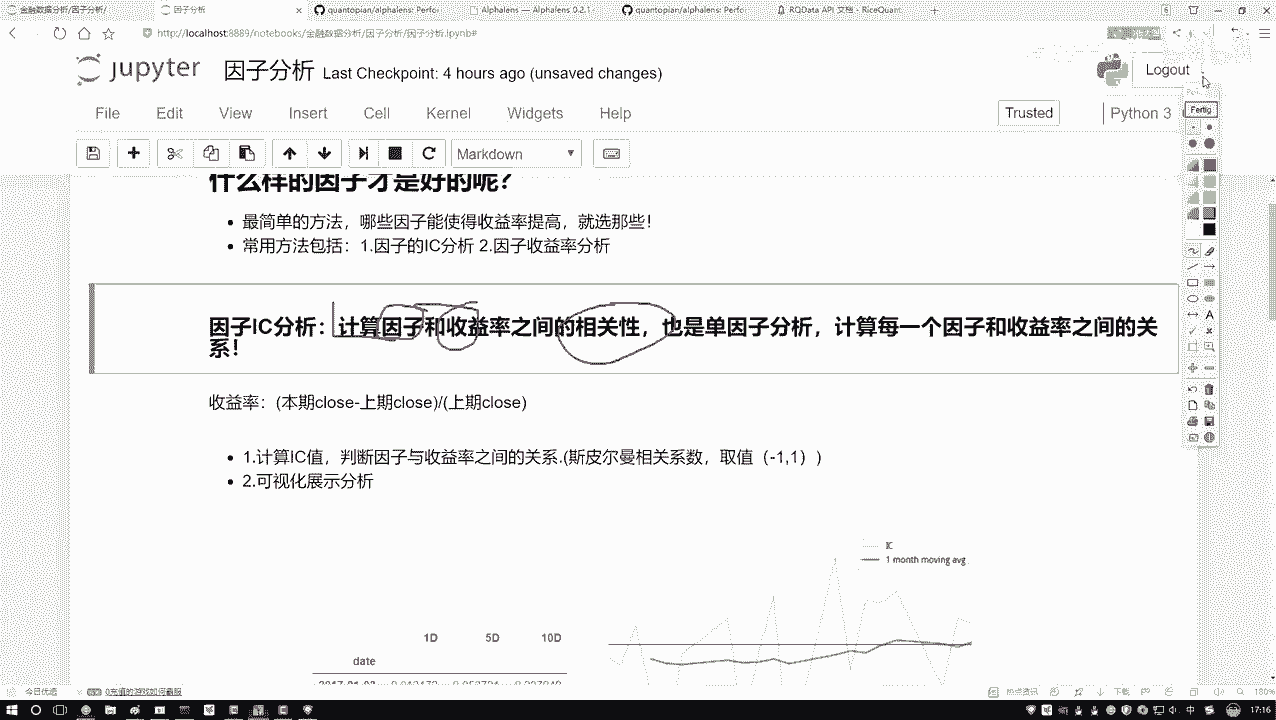 金融数据分析/因子分析/
因子分析
quantopian/alphalens: Perfo
Alphalens — Alphalens 0.2.1
quantopian/alphalens: Perfo
RQData API 文档 - RiceQuan
http://localhost:8889/notebooks/金融数据分析/因子分析/因子分析.ipynb#
jupyter 因子分析 Last Checkpoint: 4 hours ago (unsaved changes)
Logout
File Edit View Insert Cell Kernel Widgets Help
Trusted Python 3
Fertig
Markdown
什么样的因子才是好的呢？
最简单的方法，哪些因子能使得收益率提高，就选那些！
常用方法包括：1.因子的IC分析 2.因子收益率分析
因子IC分析：计算因子和收益率之间的相关性，也是单因子分析，计算每一个因子和收益率之间的关
系！
收益率：(本期close-上期close)/(上期close)
1.计算IC值，判断因子与收益率之间的关系.(斯皮尔曼相关系数，取值（-1,1）)
2.可视化展示分析
IC
1 month moving avg
1D 5D 10D
date
今日优选
热点资讯
下载
180%
中
17:16